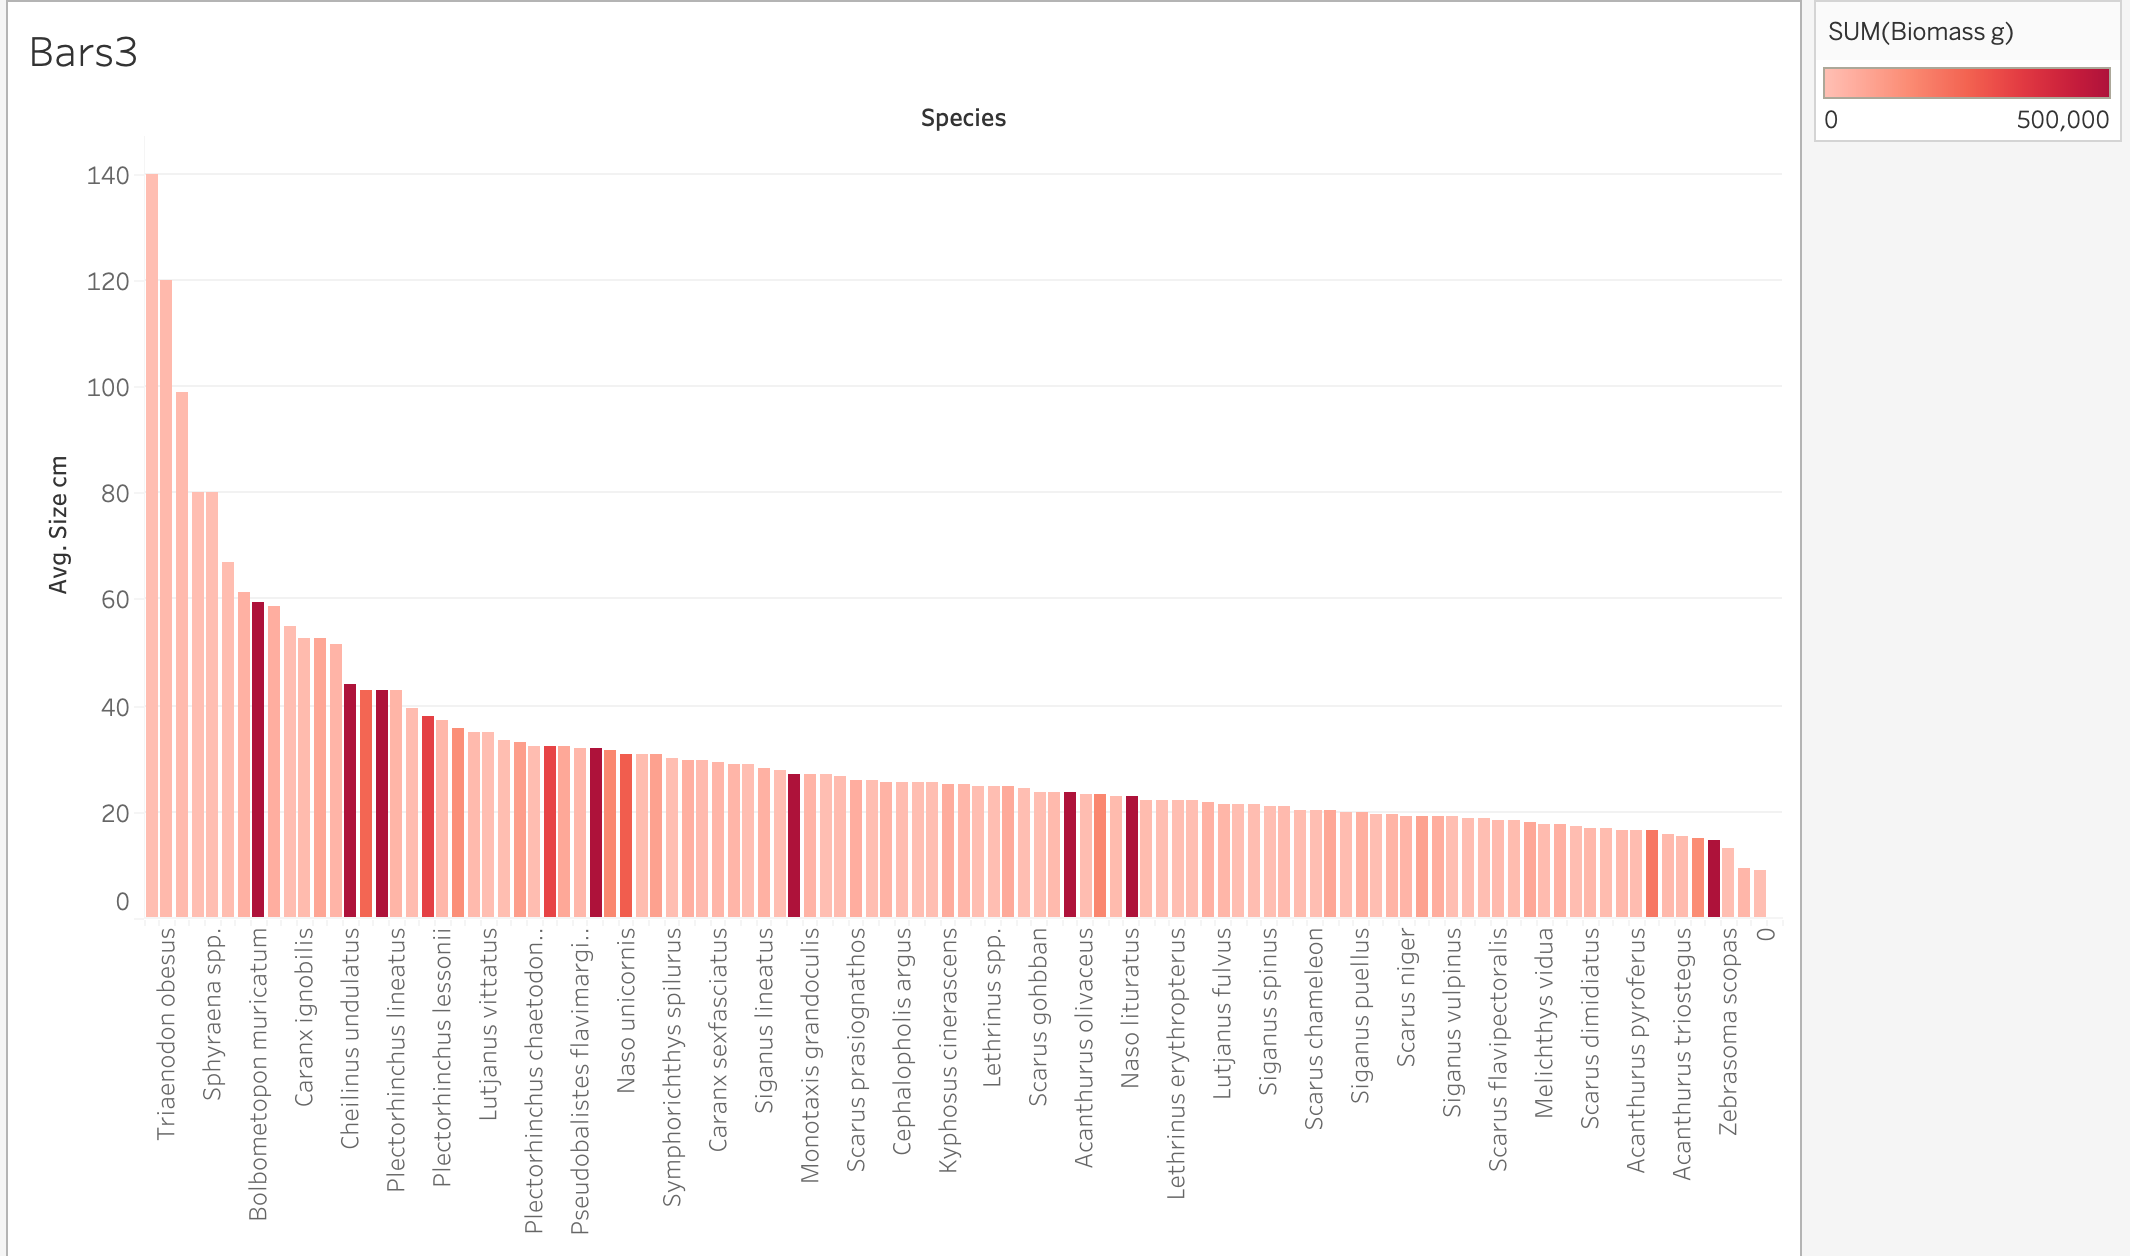 Bars3
SUM(Biomass g)
0
500,000
Species
Avg. Size cm
140
120
100
80
60
40
20
0
Triaenodon obesus
Sphyraena spp.
Bolbometopon muricatum
Caranx ignobilis
Cheilinus undulatus
Plectorhinchus lineatus
Plectorhinchus lessonii
Lutjanus vittatus
Plectorhinchus chaetodon..
Pseudobalistes flavimargi..
Naso unicornis
Symphorichthys spilurus
Caranx sexfasciatus
Siganus lineatus
Monotaxis grandoculis
Scarus prasiognathos
Cephalopholis argus
Kyphosus cinerascens
Lethrinus spp.
Scarus gohbban
Acanthurus olivaceus
Naso lituratus
Lethrinus erythropterus
Lutjanus fulvus
Siganus spinus
Scarus chameleon
Siganus puellus
Scarus niger
Siganus vulpinus
Scarus flavipectoralis
Melichthys vidua
Scarus dimidiatus
Acanthurus pyroferus
Acanthurus triostegus
Zebrasoma scopas
0